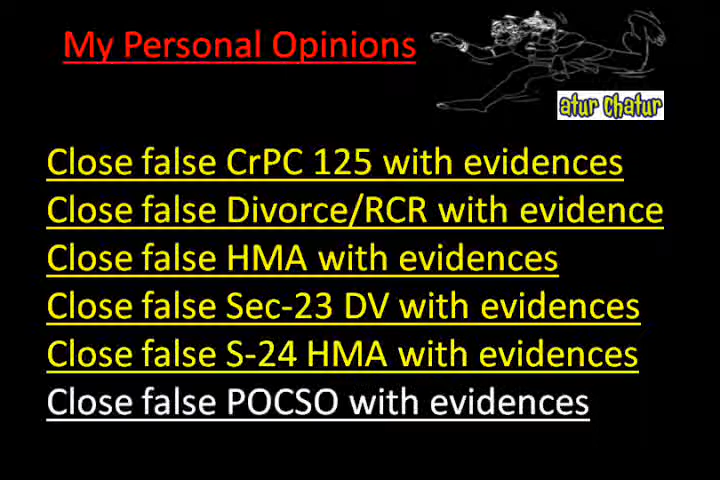 My Personal Opinions
atur Chatur
Close false CrPC 125 with evidences
Close false Divorce/RCR with evidence
Close false HMA with evidences
Close false Sec-23 DV with evidences
Close false S-24 HMA with evidences
Close false POCSO with evidences